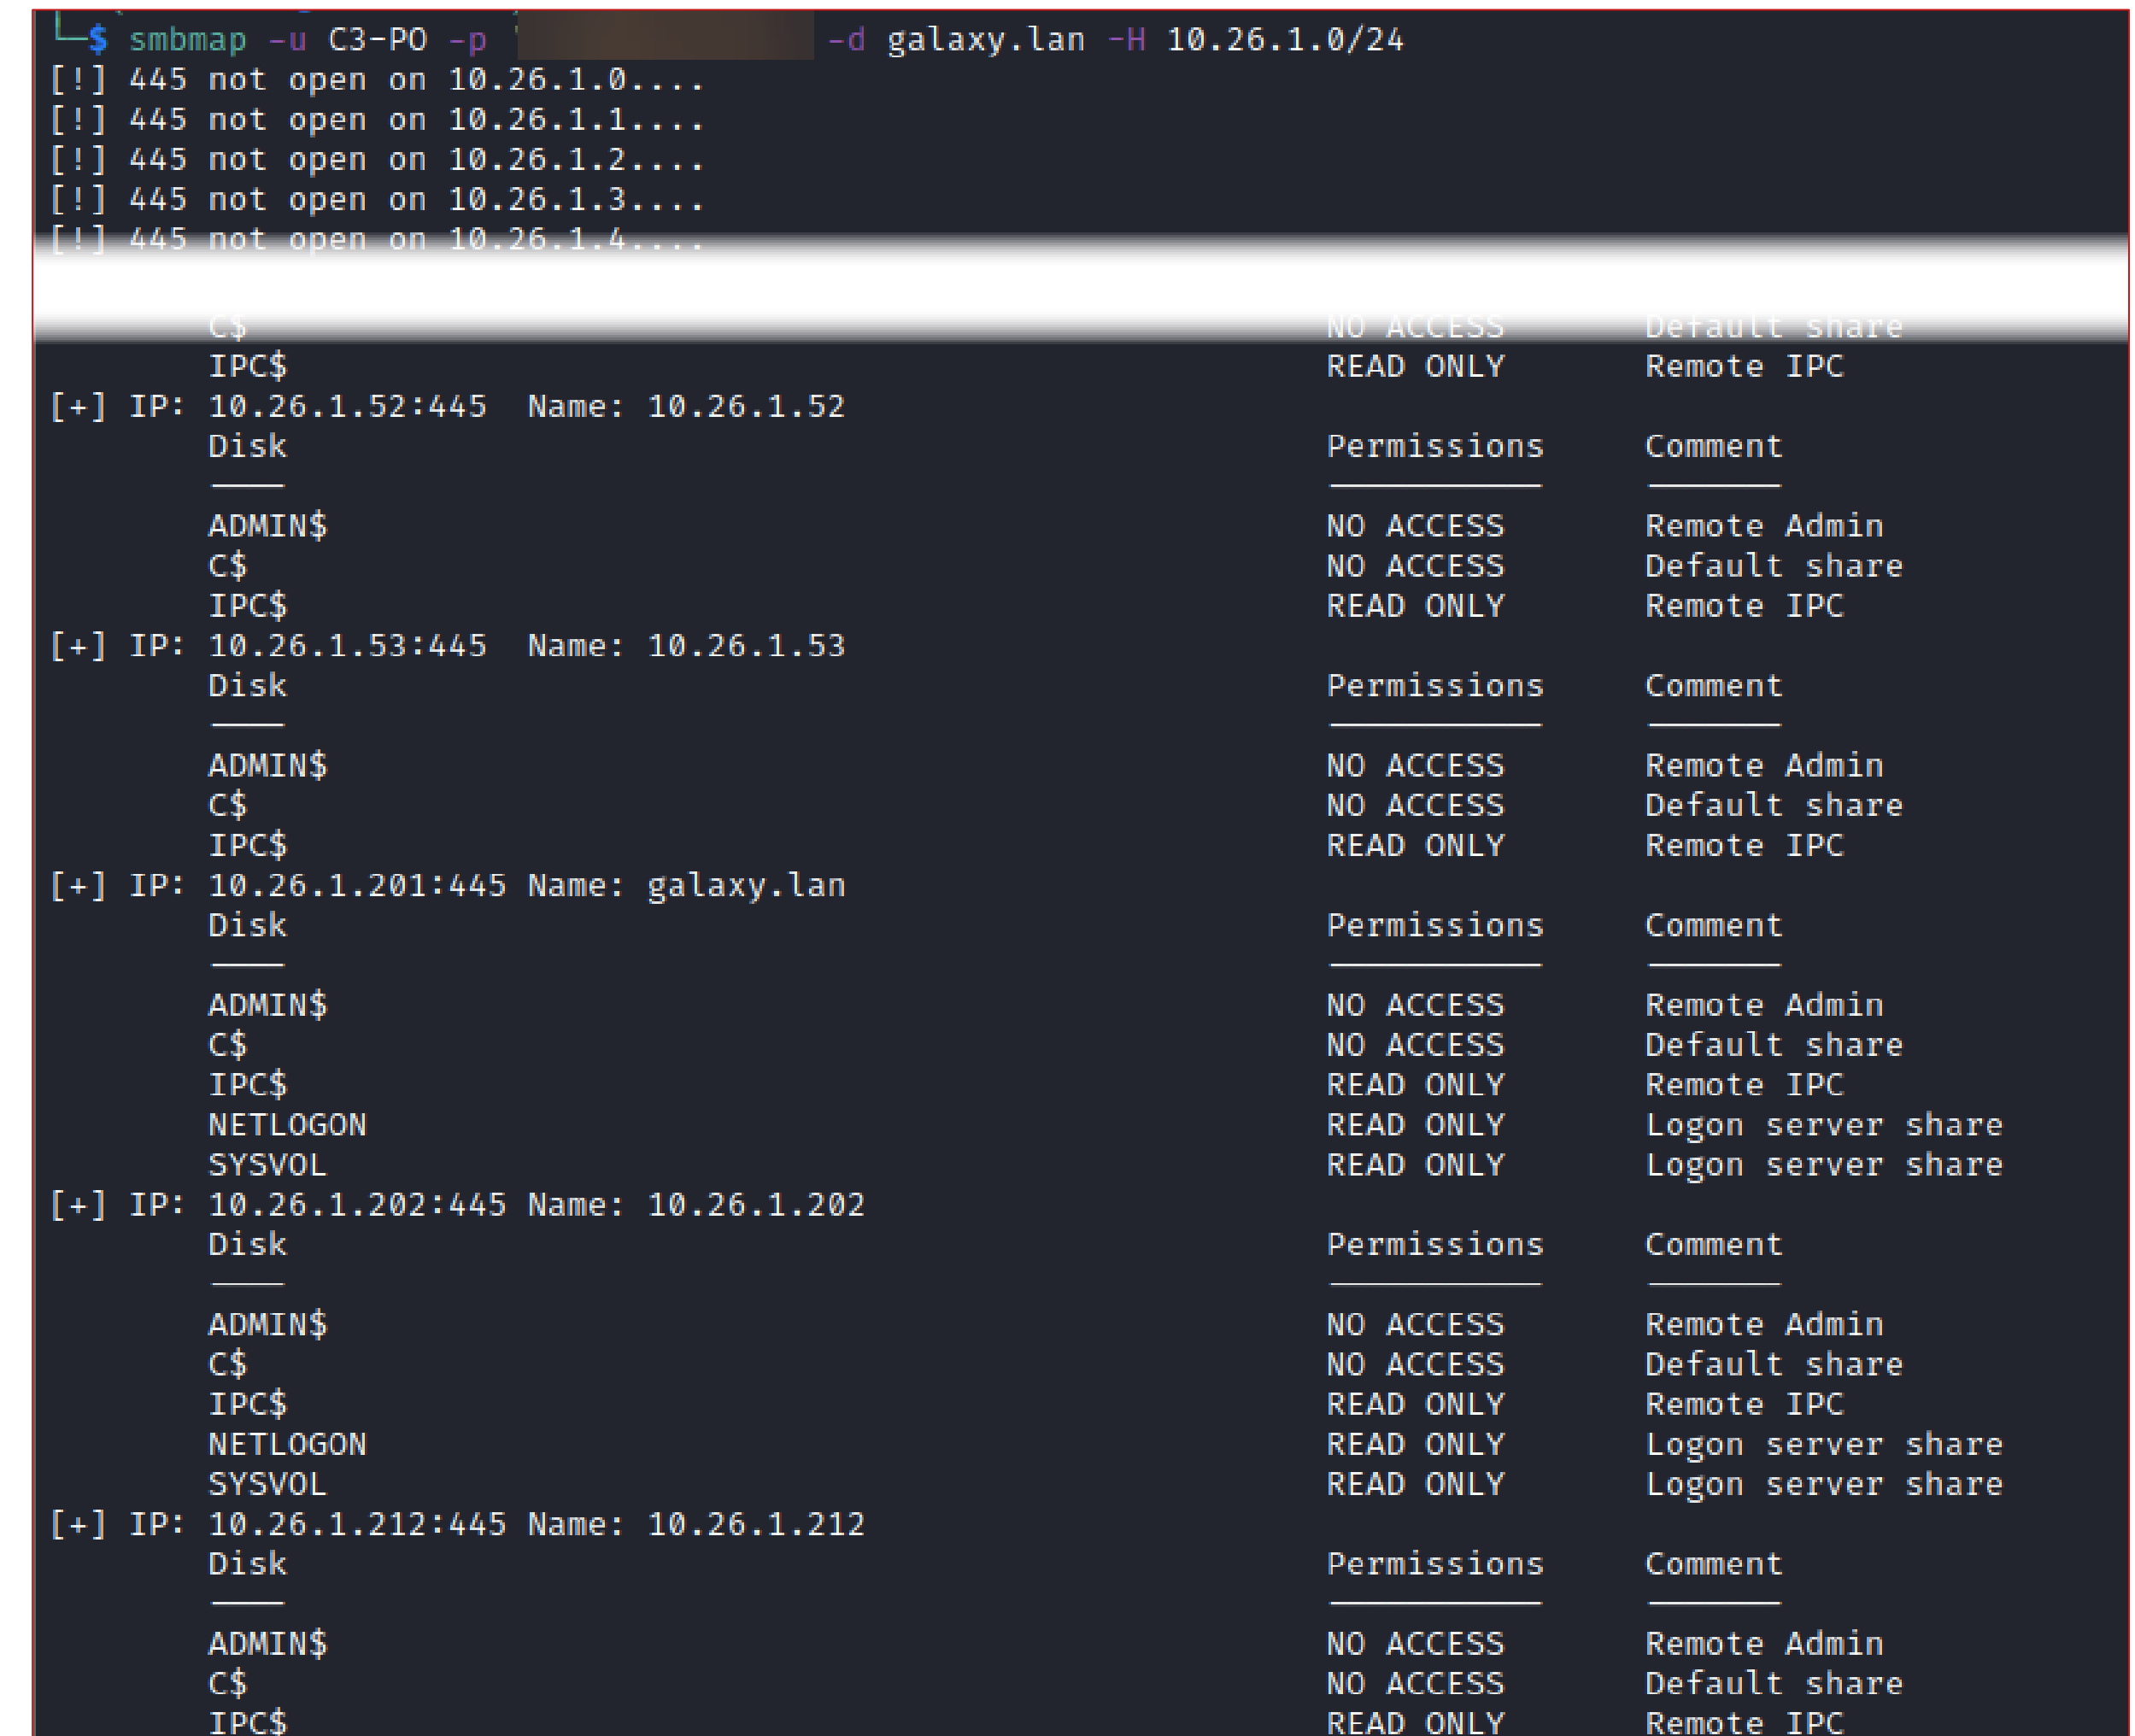 └─$ smbmap -u C3-PO -p ' -d galaxy.lan -H 10.26.1.0/24
[!] 445 not open on 10.26.1.0....
[!] 445 not open on 10.26.1.1....
[!] 445 not open on 10.26.1.2....
[!] 445 not open on 10.26.1.3....
[!] 445 not open on 10.26.1.4....
C$ NO ACCESS Default share
IPC$ READ ONLY Remote IPC
[+] IP: 10.26.1.52:445 Name: 10.26.1.52
Disk Permissions Comment
---- ----------- -------
ADMIN$ NO ACCESS Remote Admin
C$ NO ACCESS Default share
IPC$ READ ONLY Remote IPC
[+] IP: 10.26.1.53:445 Name: 10.26.1.53
Disk Permissions Comment
---- ----------- -------
ADMIN$ NO ACCESS Remote Admin
C$ NO ACCESS Default share
IPC$ READ ONLY Remote IPC
[+] IP: 10.26.1.201:445 Name: galaxy.lan
Disk Permissions Comment
---- ----------- -------
ADMIN$ NO ACCESS Remote Admin
C$ NO ACCESS Default share
IPC$ READ ONLY Remote IPC
NETLOGON READ ONLY Logon server share
SYSVOL READ ONLY Logon server share
[+] IP: 10.26.1.202:445 Name: 10.26.1.202
Disk Permissions Comment
---- ----------- -------
ADMIN$ NO ACCESS Remote Admin
C$ NO ACCESS Default share
IPC$ READ ONLY Remote IPC
NETLOGON READ ONLY Logon server share
SYSVOL READ ONLY Logon server share
[+] IP: 10.26.1.212:445 Name: 10.26.1.212
Disk Permissions Comment
---- ----------- -------
ADMIN$ NO ACCESS Remote Admin
C$ NO ACCESS Default share
IPC$ READ ONLY Remote IPC